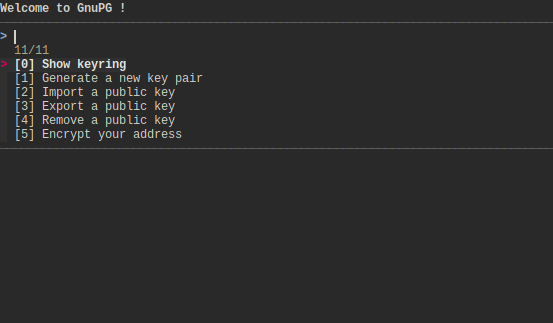 Welcome to GnuPG !
>
11/11
> [0] Show keyring
[1] Generate a new key pair
[2] Import a public key
[3] Export a public key
[4] Remove a public key
[5] Encrypt your address